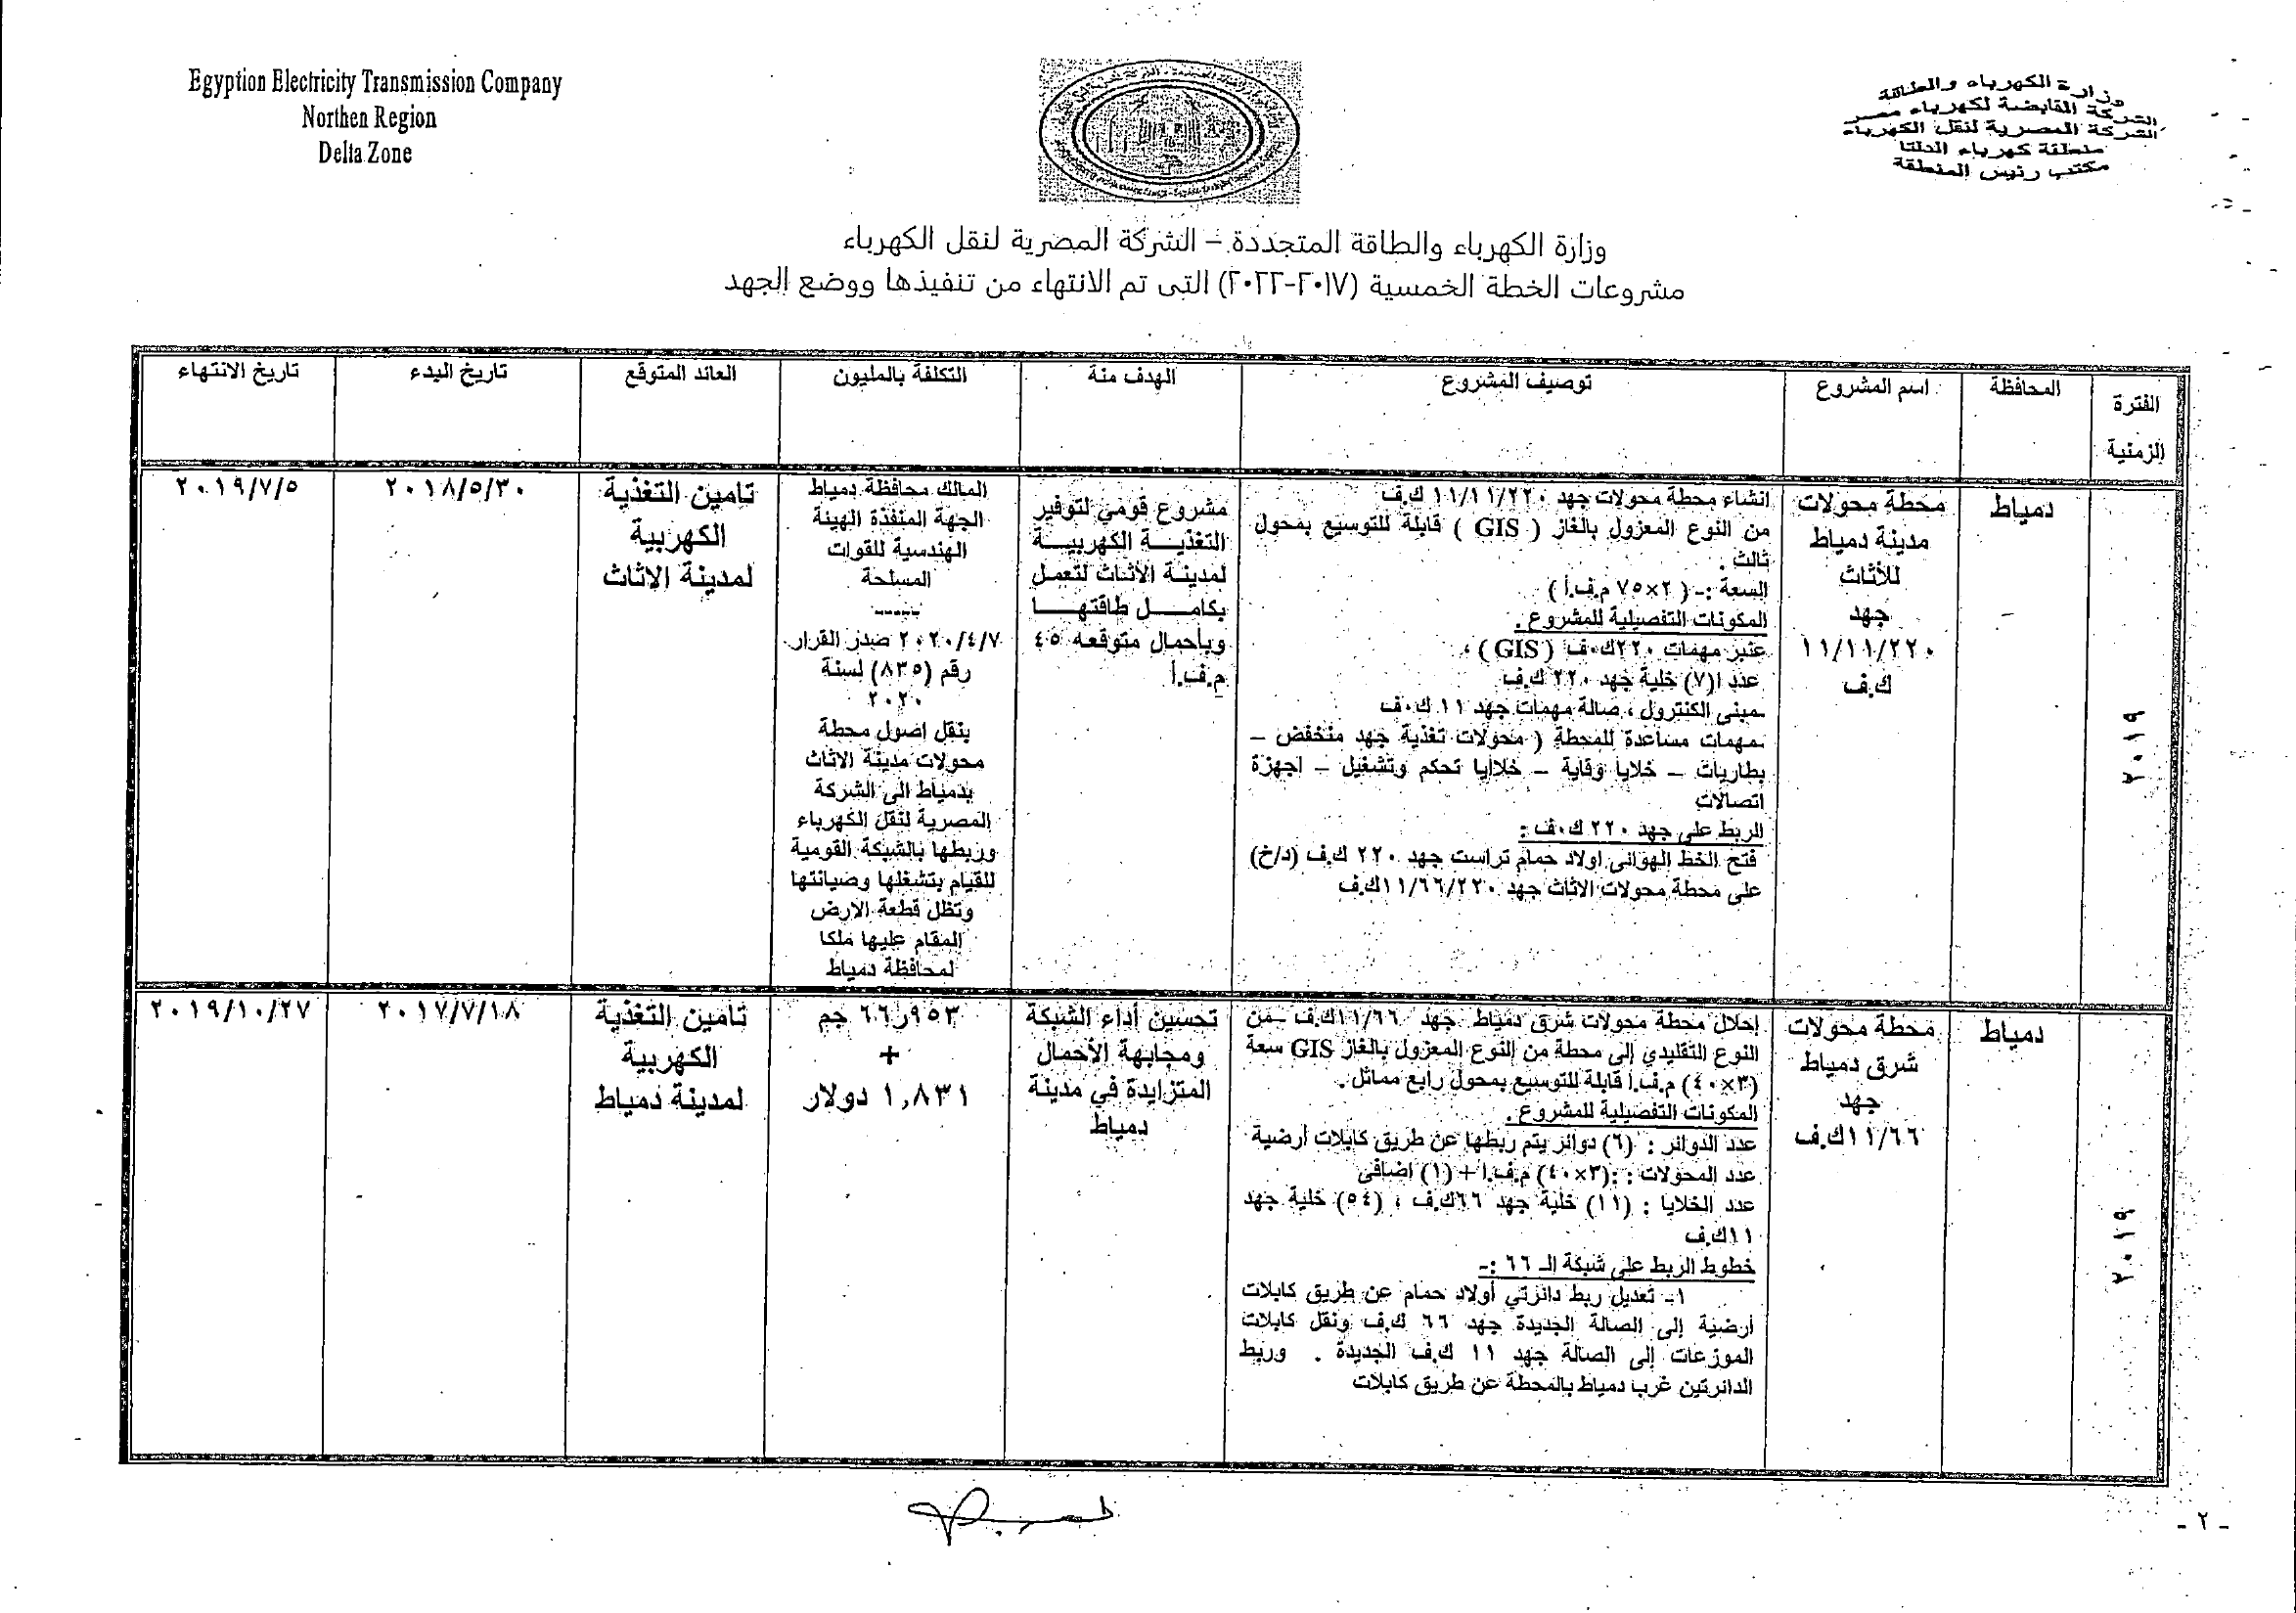 Egyption Electricity Transmission Company
Northen Region
Delta Zone
وزارة الكهرباء والطاقة
الشركة القابضة لكهرباء مصر
الشركة المصرية لنقل الكهرباء
منطقة كهرباء الدلتا
مكتب رئيس المنطقة
وزارة الكهرباء والطاقة المتجددة - الشركة المصرية لنقل الكهرباء
مشروعات الخطة الخمسية (٢٠١٧-٢٠٢٢) التى تم الانتهاء من تنفيذها ووضع الجهد
الفترة
الزمنية
المحافظة
اسم المشروع
توصيف المشروع
الهدف منة
التكلفة بالمليون
العائد المتوقع
تاريخ البدء
تاريخ الانتهاء
٢٠١٩
دمياط
محطة محولات
مدينة دمياط
للأثاث
جهد
١١/١١/٢٢٠
ك.ف
انشاء محطة محولات جهد ١١/١١/٢٢٠ ك.ف
من النوع المعزول بالغاز ( GIS ) قابلة للتوسيع بمحول
ثالث .
السعة :- ( ٢×٧٥ م.ف.أ )
المكونات التفصيلية للمشروع .
عنبر مهمات ٢٢٠ك.ف ( GIS ) ،
عدد ا(٧) خلية جهد ٢٢٠ ك.ف
-مبنى الكنترول ، صالة مهمات جهد ١١ ك.ف
-مهمات مساعدة للمحطة ( محولات تغذية جهد منخفض –
بطاريات – خلايا وقاية – خلاايا تحكم وتشغيل – اجهزة
اتصالات
الربط على جهد ٢٢٠ ك.ف :
فتح الخط الهوائى اولاد حمام تراست جهد ٢٢٠ ك.ف (د/خ)
على محطة محولات الاثاث جهد ١١/٦٦/٢٢٠ك.ف
مشروع قومي لتوفير
التغذيـــة الكهربيـــة
لمدينـة الأثاث لتعمل
بكامـــل طاقتهـــا
وبأحمال متوقعه ٤٥
م.ف.أ
المالك محافظة دمياط
الجهة المنفذة الهيئة
الهندسية للقوات
المسلحة
-----
٢٠٢٠/٤/٧ صدر القرار
رقم (٨٣٥) لسنة
٢٠٢٠
بنقل اصول محطة
محولات مدينة الاثاث
بدمياط الى الشركة
المصرية لنقل الكهرباء
وربطها بالشبكة القومية
للقيام بتشغلها وصيانتها
وتظل قطعة الارض
المقام عليها ملكا
لمحافظة دمياط
تامين التغذية
الكهربية
لمدينة الاثاث
٢٠١٨/٥/٣٠
٢٠١٩/٧/٥
٢٠١٩
دمياط
محطة محولات
شرق دمياط
جهد
١١/٦٦ك.ف
إحلال محطة محولات شرق دمياط جهد ١١/٦٦ك.ف من
النوع التقليدي إلى محطة من النوع المعزول بالغاز GIS سعة
(٣×٤٠) م.ف.أ قابلة للتوسيع بمحول رابع مماثل .
المكونات التفصيلية للمشروع .
عدد الدوائر : (٦) دوائر يتم ربطها عن طريق كابلات أرضية
عدد المحولات : :(٣×٤٠) م.ف.أ + (١) اضافى
عدد الخلايا : (١١) خلية جهد ٦٦ك.ف ، (٥٤) خلية جهد
١١ك.ف
خطوط الربط على شبكة الـ ٦٦ :-
١- تعديل ربط دائرتي أولاد حمام عن طريق كابلات
أرضية إلى الصالة الجديدة جهد ٦٦ ك.ف ونقل كابلات
الموزعات إلى الصالة جهد ١١ ك.ف الجديدة . وربط
الدائرتين غرب دمياط بالمحطة عن طريق كابلات
تحسين أداء الشبكة
ومجابهة الأحمال
المتزايدة في مدينة
دمياط
٦٦٫٩٥٣ جم
+
١,٨٣١ دولار
تامين التغذية
الكهربية
لمدينة دمياط
٢٠١٧/٧/١٨
٢٠١٩/١٠/٢٧
- ٢ -